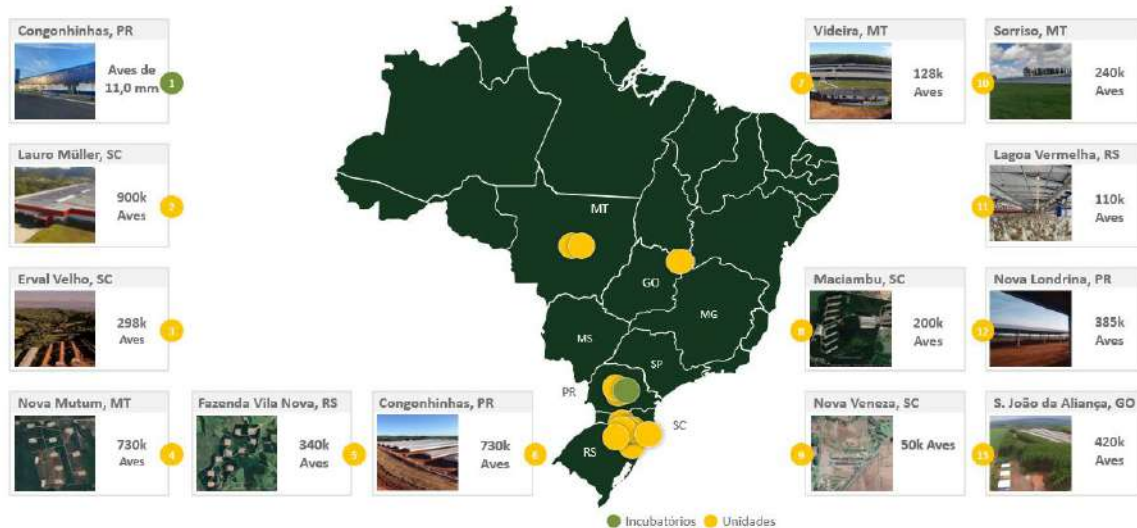 Congonhinhas, PR
Aves de
11,0 mm
1
Lauro Müller, SC
900k
Aves
2
Erval Velho, SC
298k
Aves
3
Nova Mutum, MT
730k
Aves
4
Fazenda Vila Nova, RS
340k
Aves
5
Congonhinhas, PR
730k
Aves
6
MT
GO
MG
MS
SP
PR
SC
RS
Incubatórios
Unidades
Videira, MT
128k
Aves
7
Sorriso, MT
240k
Aves
10
Lagoa Vermelha, RS
110k
Aves
11
Maciambu, SC
200k
Aves
8
Nova Londrina, PR
385k
Aves
12
Nova Veneza, SC
50k Aves
9
S. João da Aliança, GO
420k
Aves